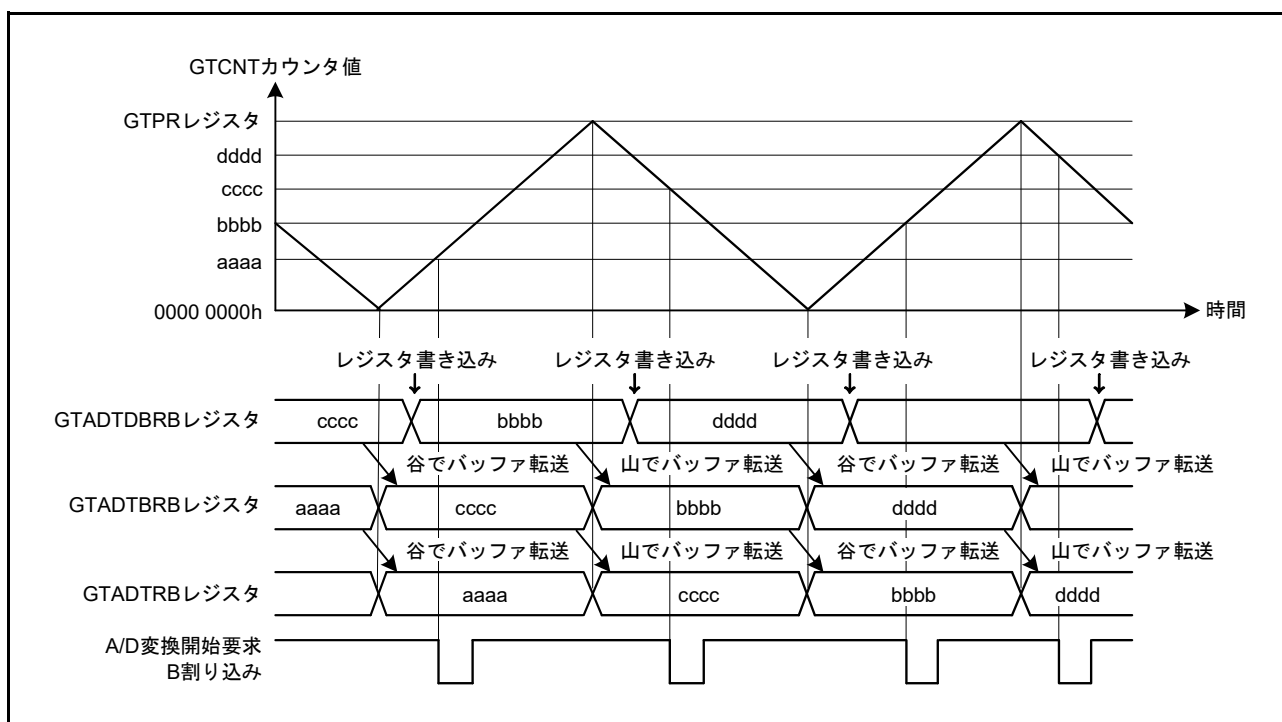 GTCNTカウンタ値
GTPRレジスタ
dddd
cccc
bbbb
aaaa
0000 0000h
時間
レジスタ書き込み レジスタ書き込み レジスタ書き込み レジスタ書き込み
GTADTDBRBレジスタ cccc bbbb dddd
谷でバッファ転送 山でバッファ転送 谷でバッファ転送 山でバッファ転送
GTADTBRBレジスタ aaaa cccc bbbb dddd
谷でバッファ転送 山でバッファ転送 谷でバッファ転送 山でバッファ転送
GTADTRBレジスタ aaaa cccc bbbb dddd
A/D変換開始要求
B割り込み